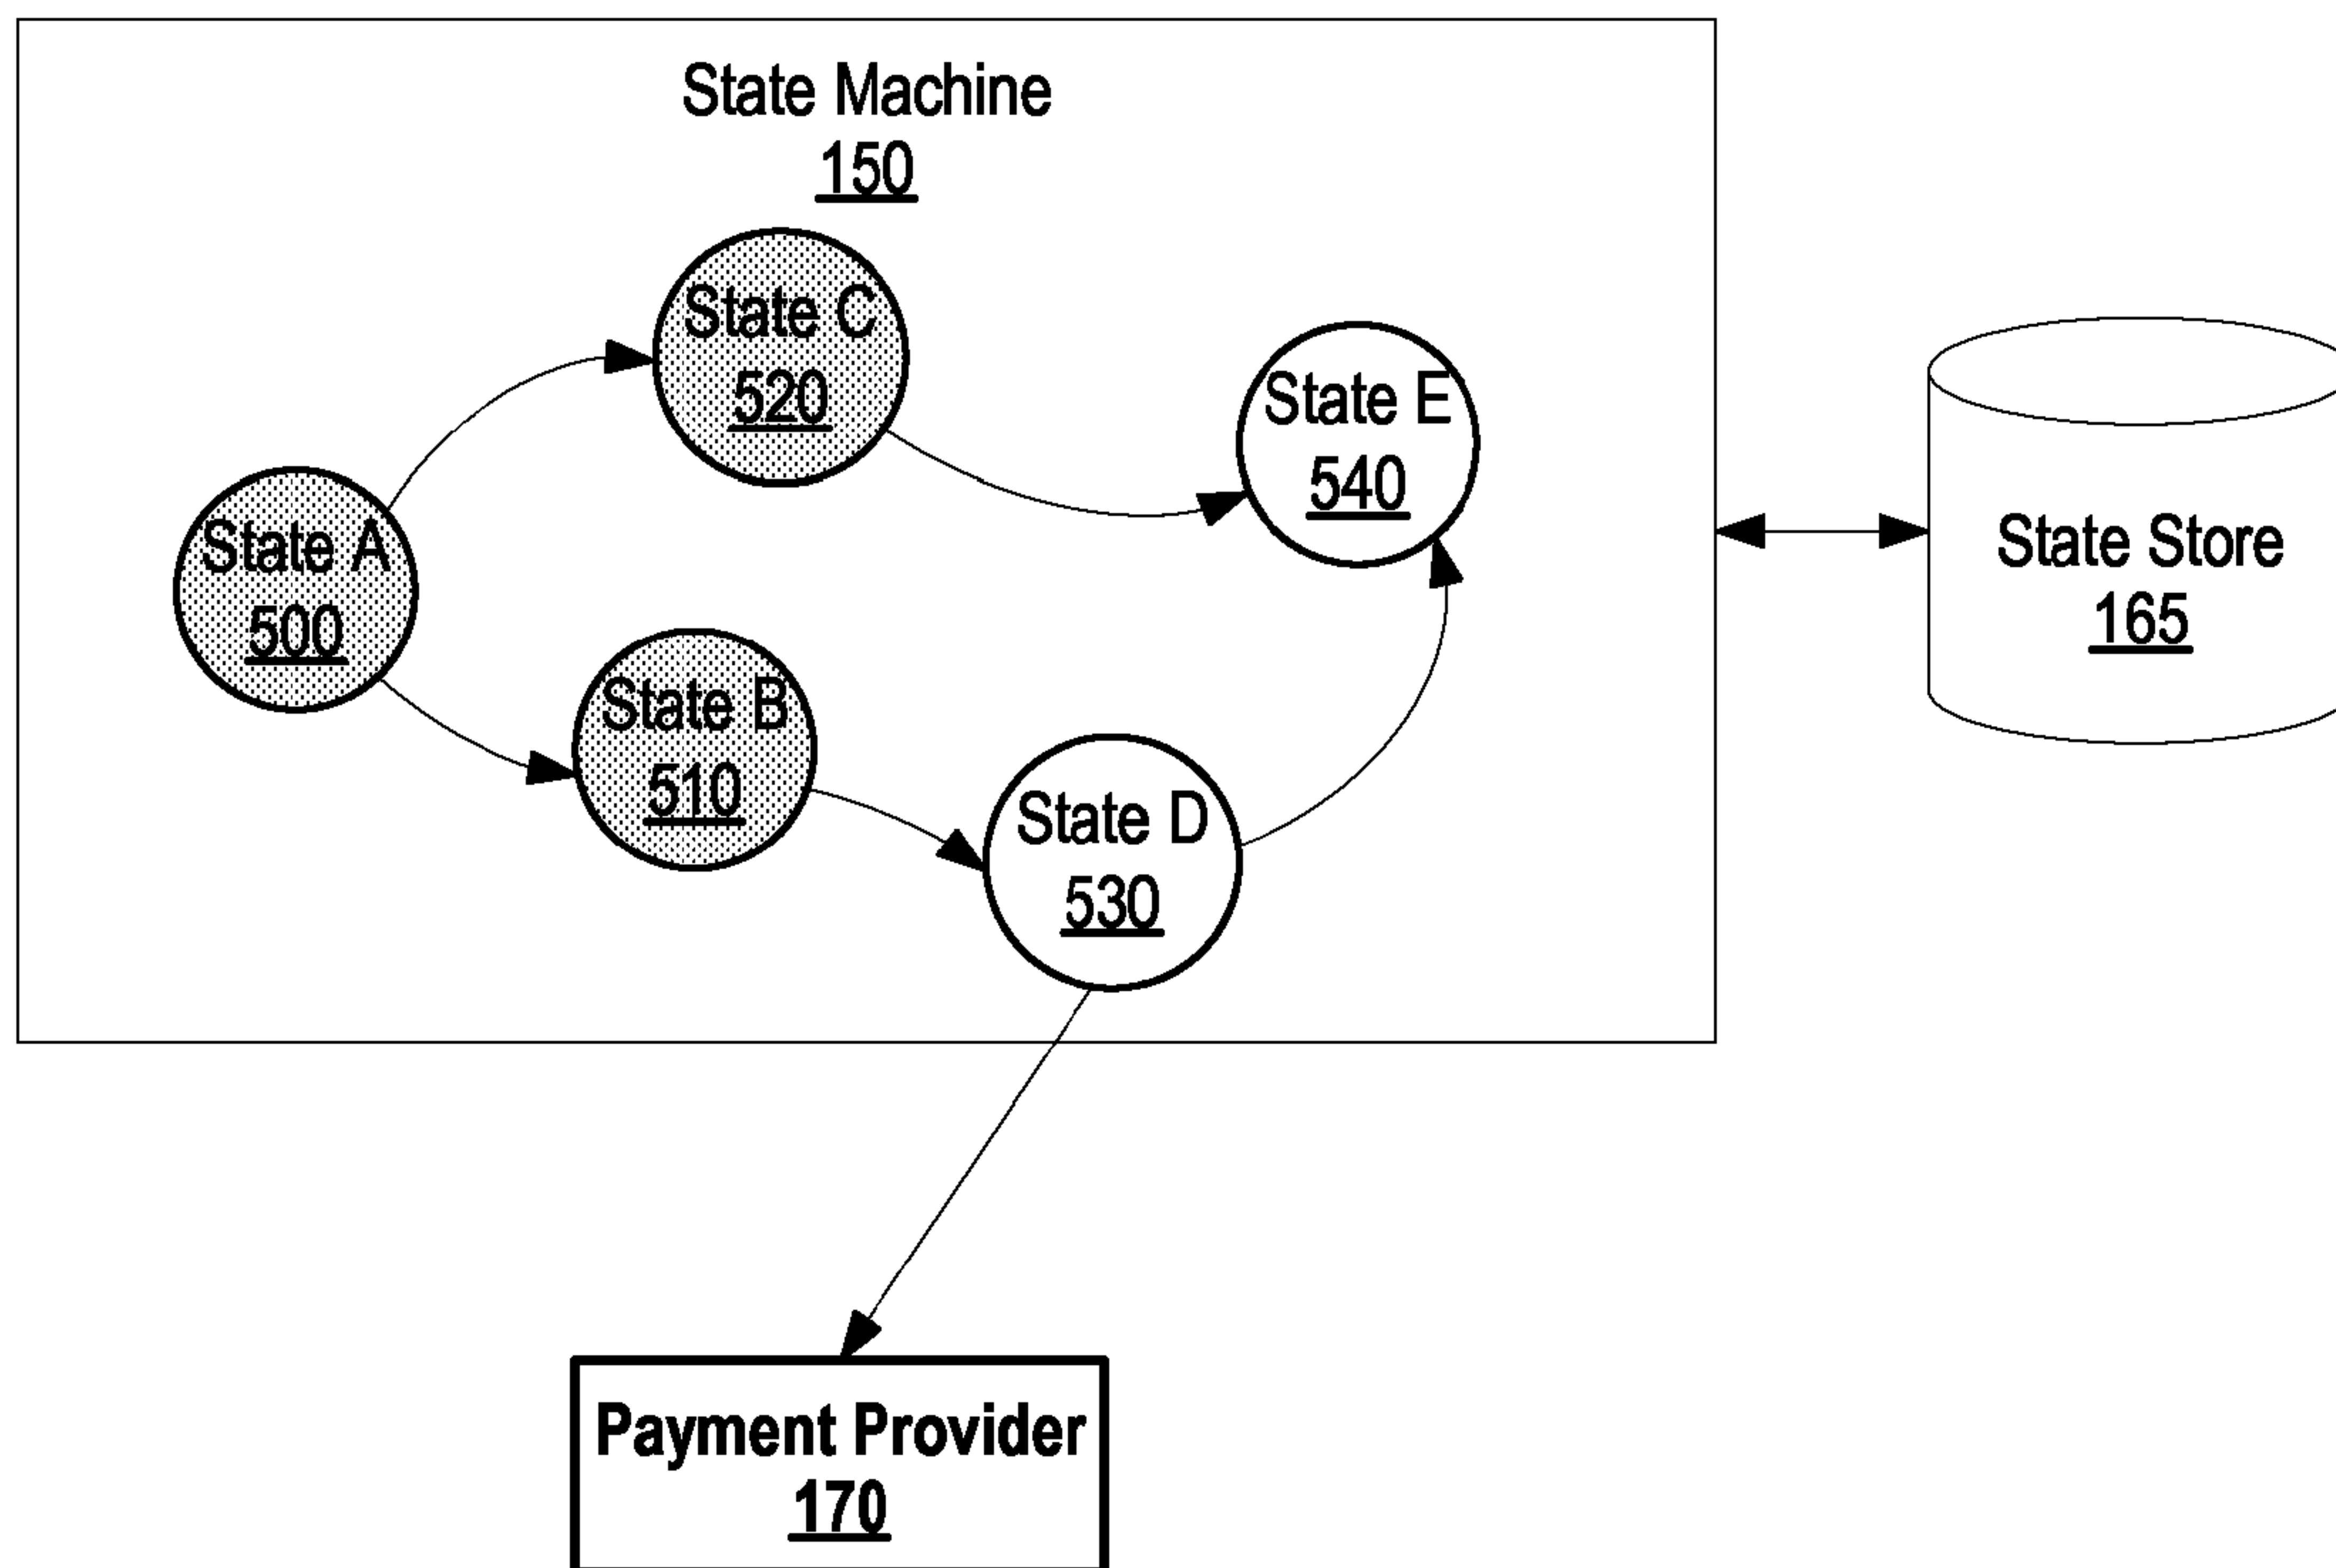 State Machine
150
State C
520
State E
540
State A
500
State Store
165
State B
510
State D
530
Payment Provider
170